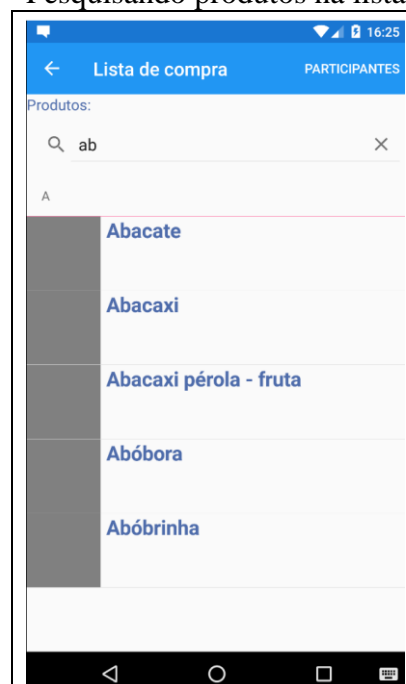 Pesquisando produtos na lista
16:25
Lista de compra PARTICIPANTES
Produtos:
ab
A
Abacate
Abacaxi
Abacaxi pérola - fruta
Abóbora
Abóbrinha